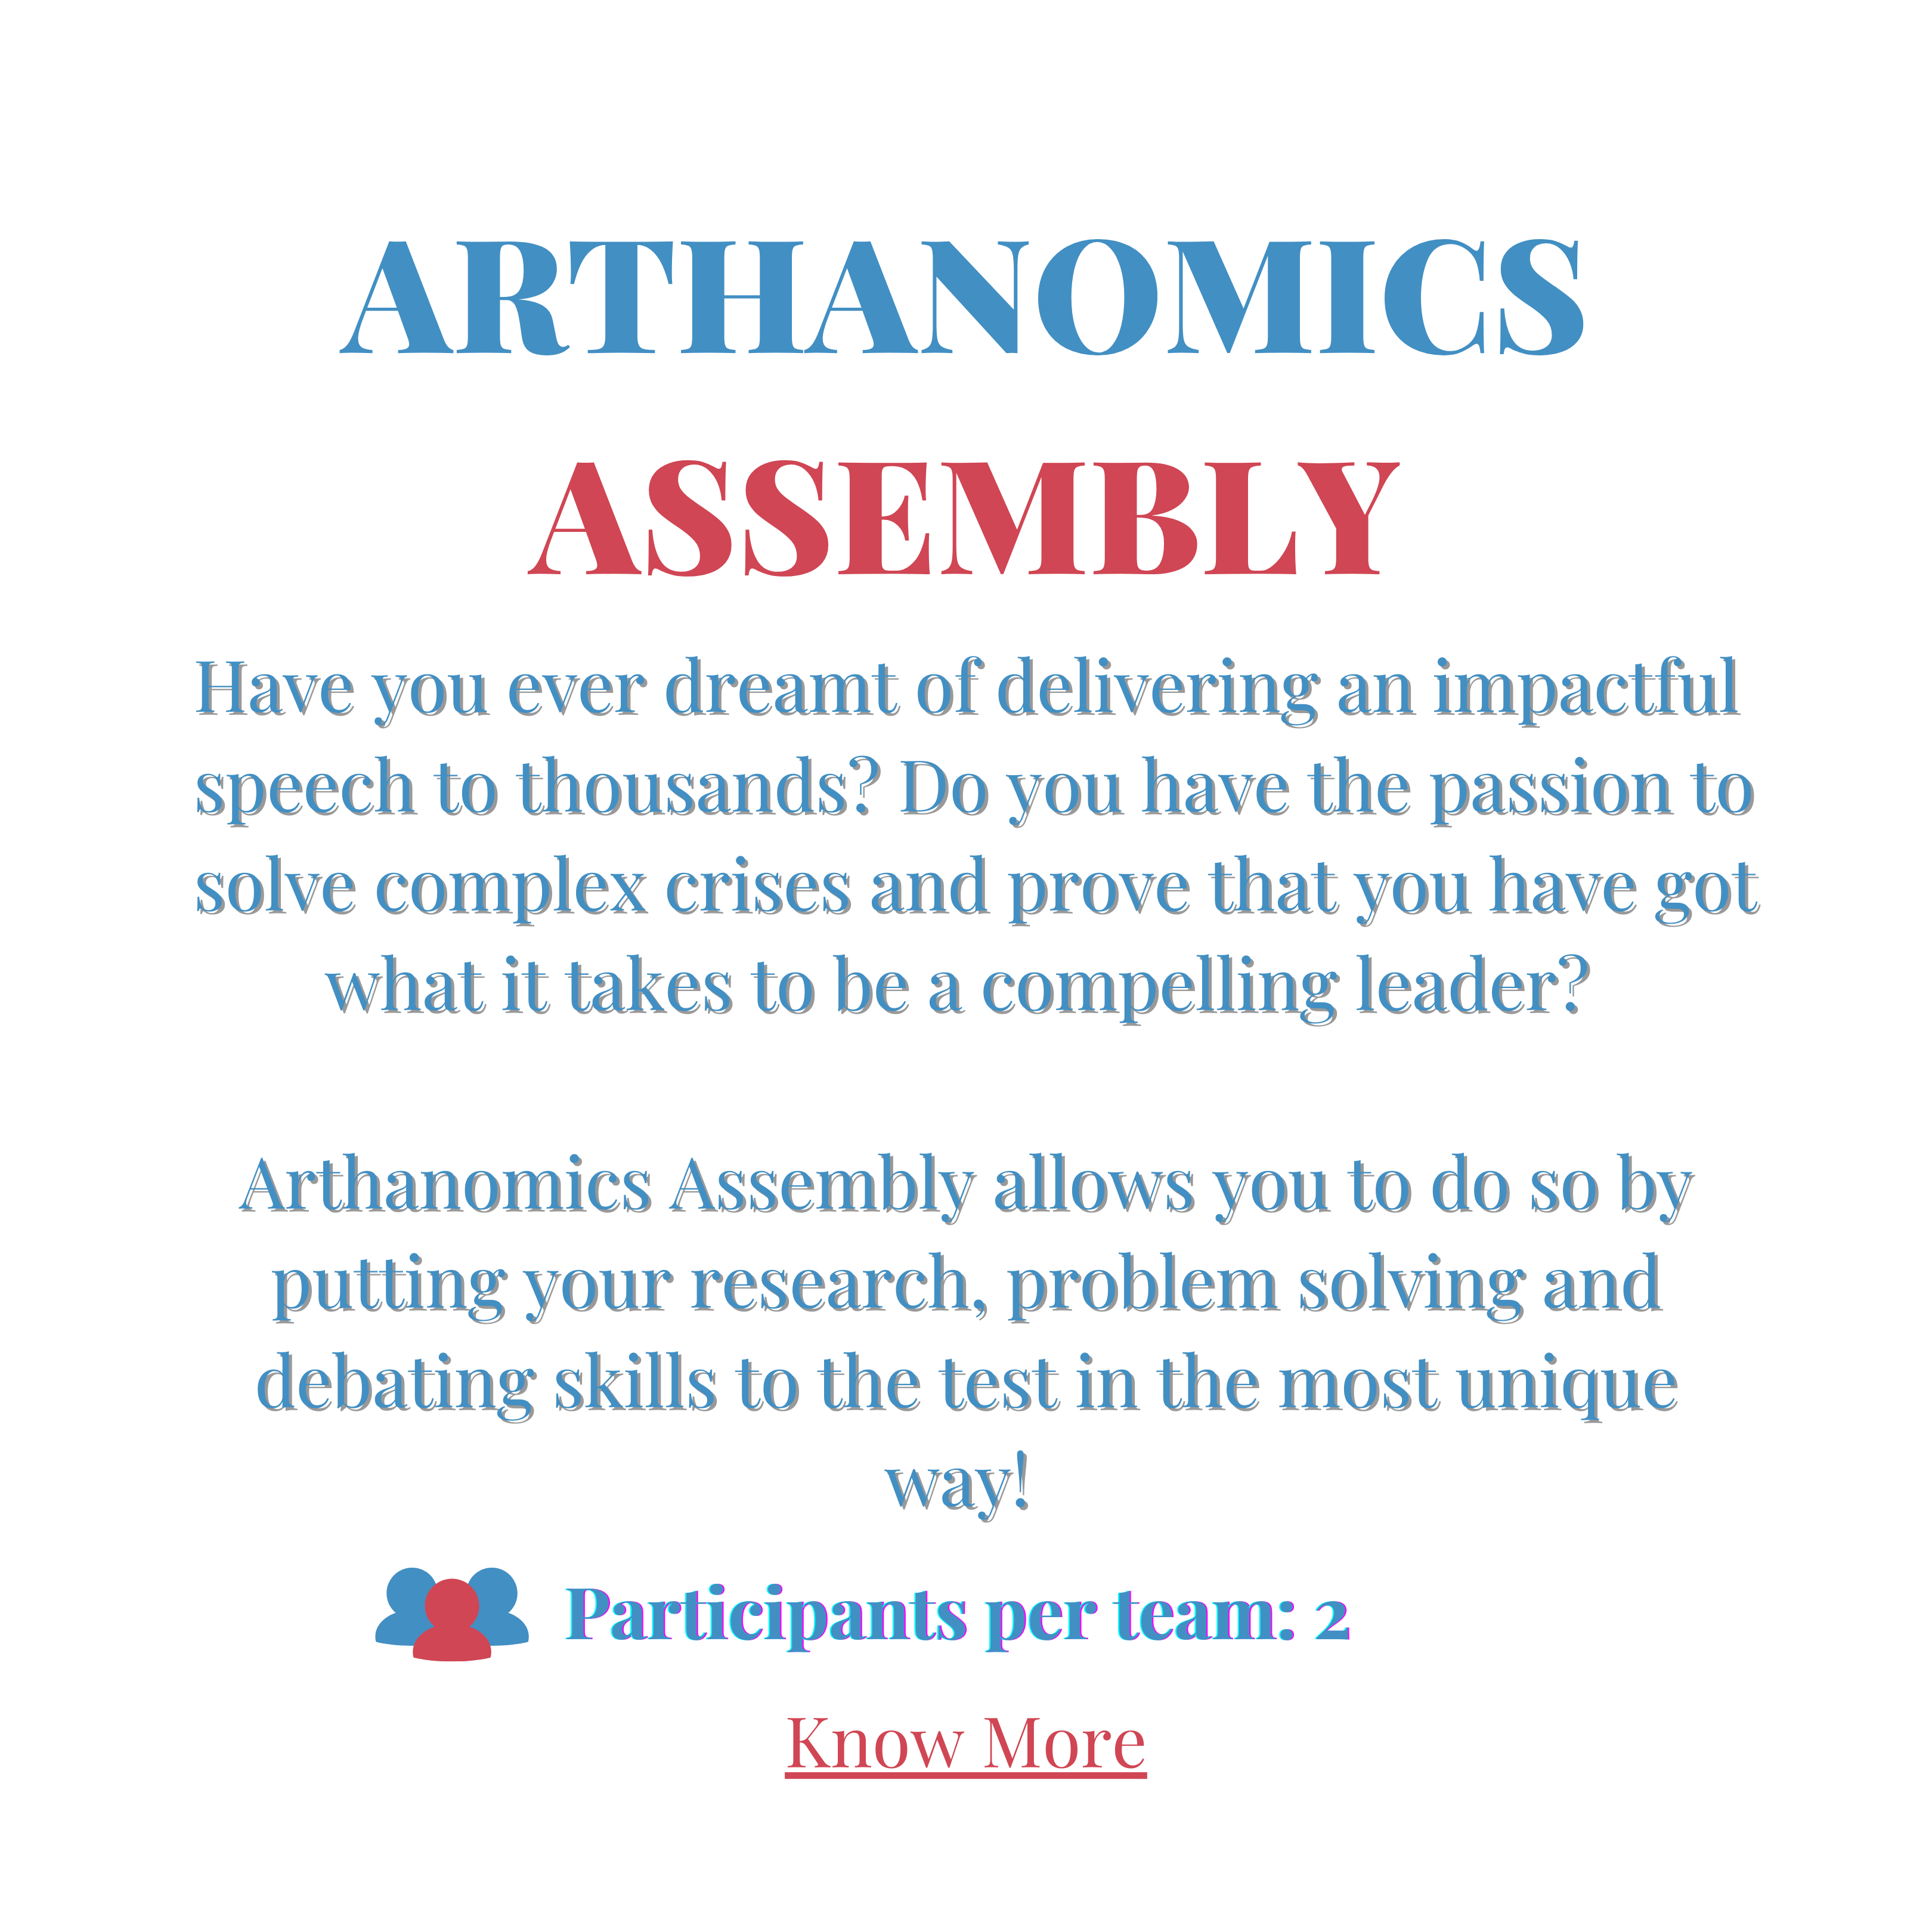 ARTHANOMICS
ASSEMBLY
Have you ever dreamt of delivering an impactful
speech to thousands? Do you have the passion to
solve complex crises and prove that you have got
what it takes to be a compelling leader?
Arthanomics Assembly allows you to do so by
putting your research, problem solving and
debating skills to the test in the most unique
way!
Participants per team: 2
Know More